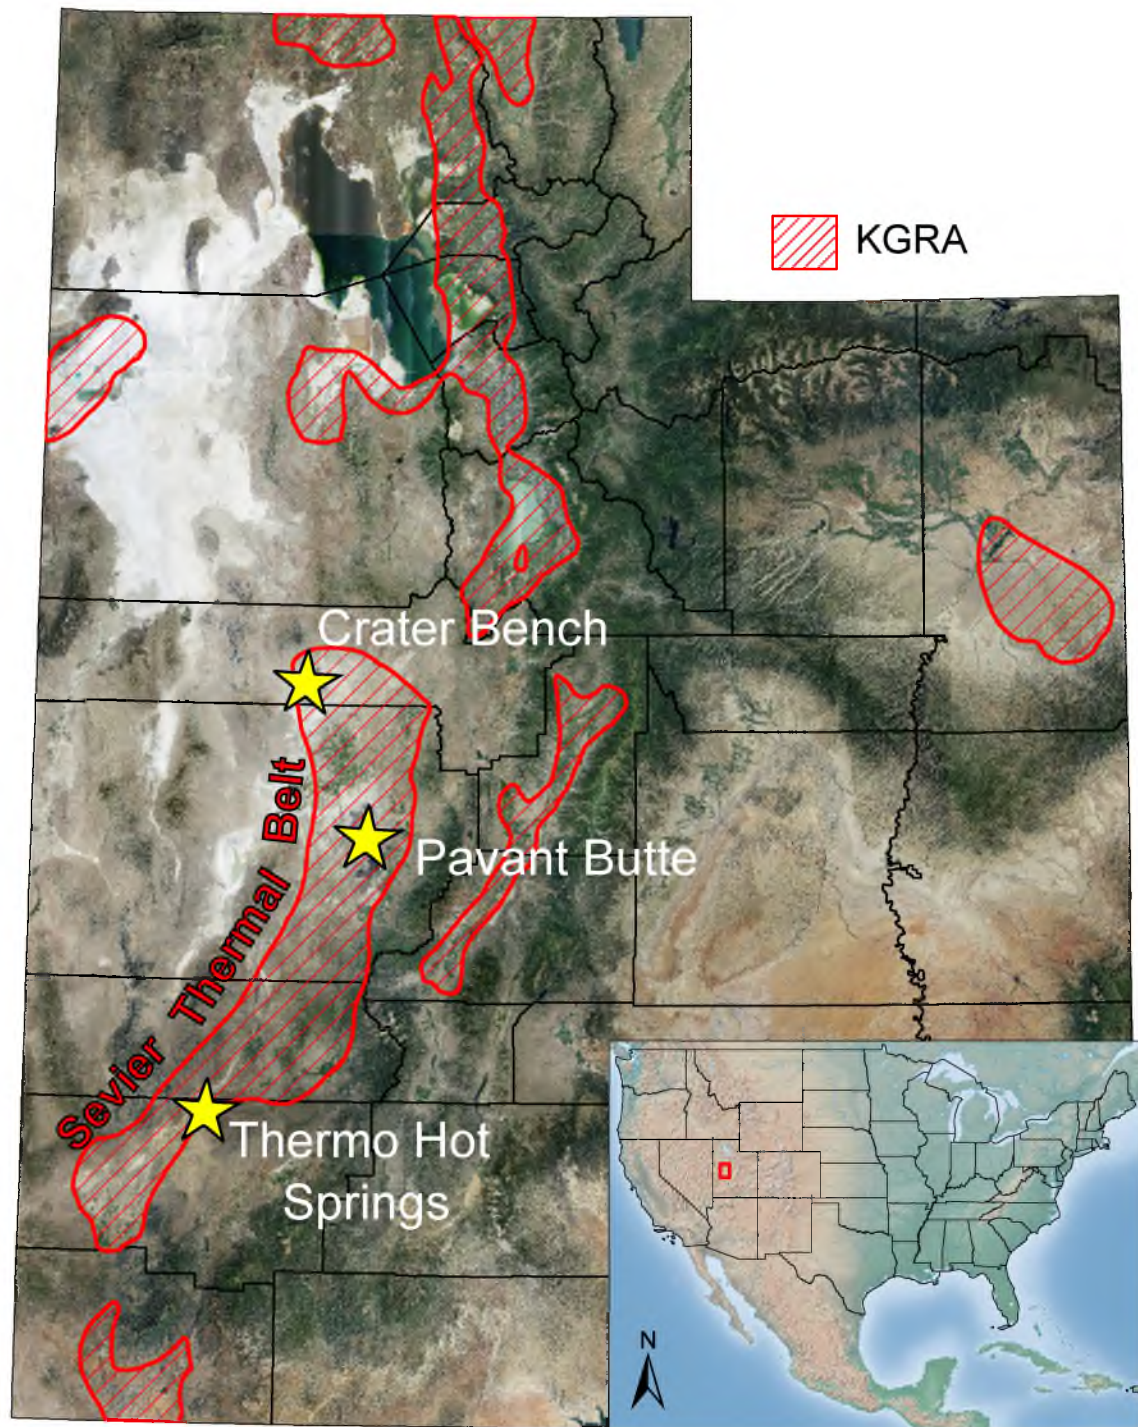 KGRA
Crater Bench
Sevier Thermal Belt
Pavant Butte
Thermo Hot
Springs
N